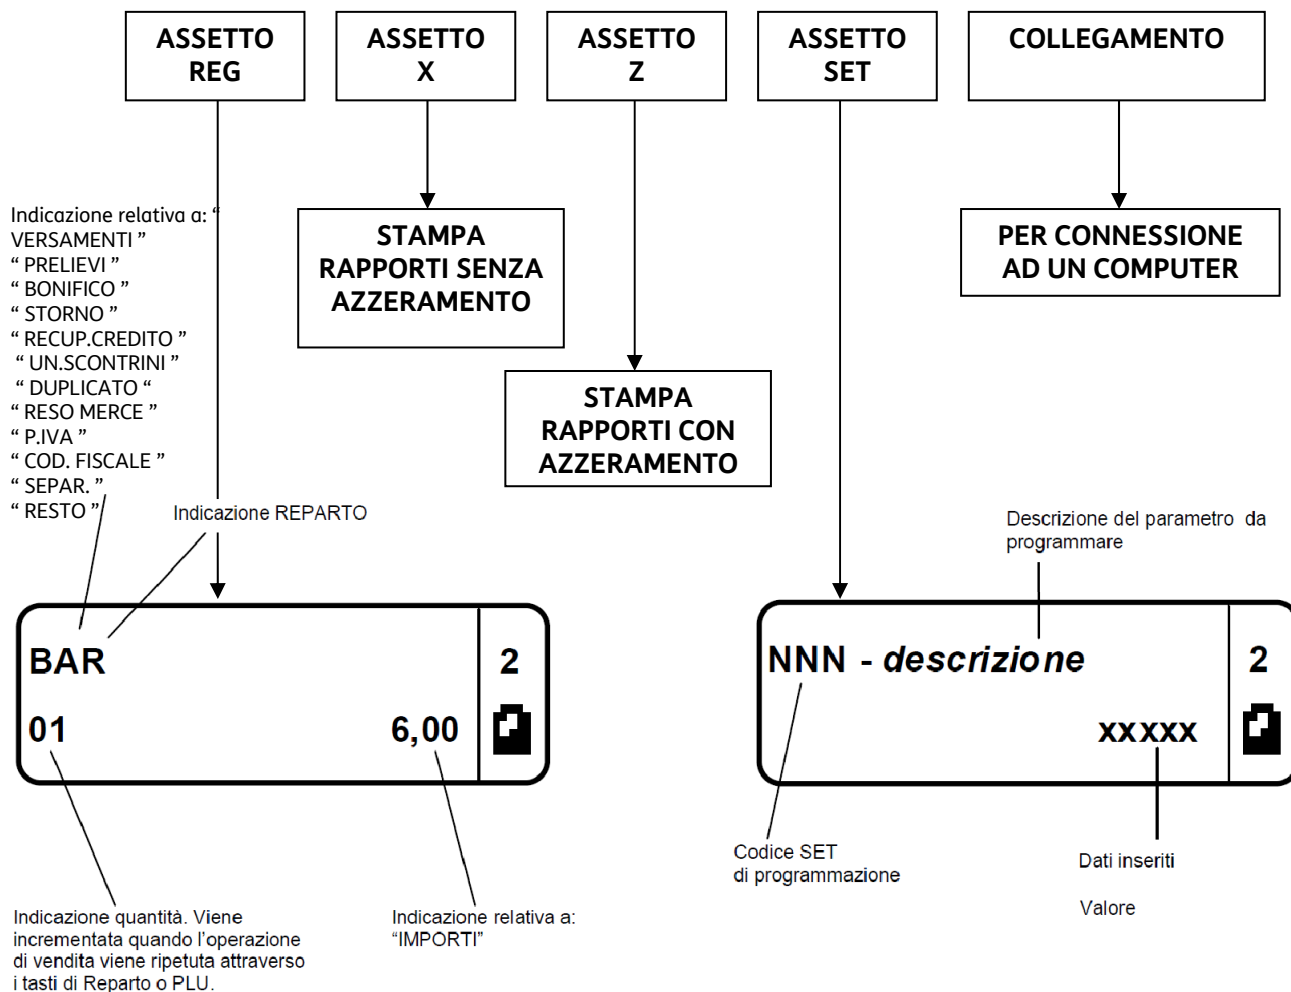 ASSETTO
REG
ASSETTO
X
ASSETTO
Z
ASSETTO
SET
COLLEGAMENTO
Indicazione relativa a: “
VERSAMENTI ”
“ PRELIEVI ”
“ BONIFICO ”
“ STORNO ”
“ RECUP.CREDITO ”
“ UN.SCONTRINI ”
“ DUPLICATO “
“ RESO MERCE ”
“ P.IVA ”
“ COD. FISCALE ”
“ SEPAR. ”
“ RESTO ”
STAMPA
RAPPORTI SENZA
AZZERAMENTO
PER CONNESSIONE
AD UN COMPUTER
STAMPA
RAPPORTI CON
AZZERAMENTO
Indicazione REPARTO
Descrizione del parametro da
programmare
BAR
2
01
6,00
NNN - descrizione
2
xxxxx
Codice SET
di programmazione
Dati inseriti
Valore
Indicazione quantità. Viene
incrementata quando l’operazione
di vendita viene ripetuta attraverso
i tasti di Reparto o PLU.
Indicazione relativa a:
“IMPORTI”